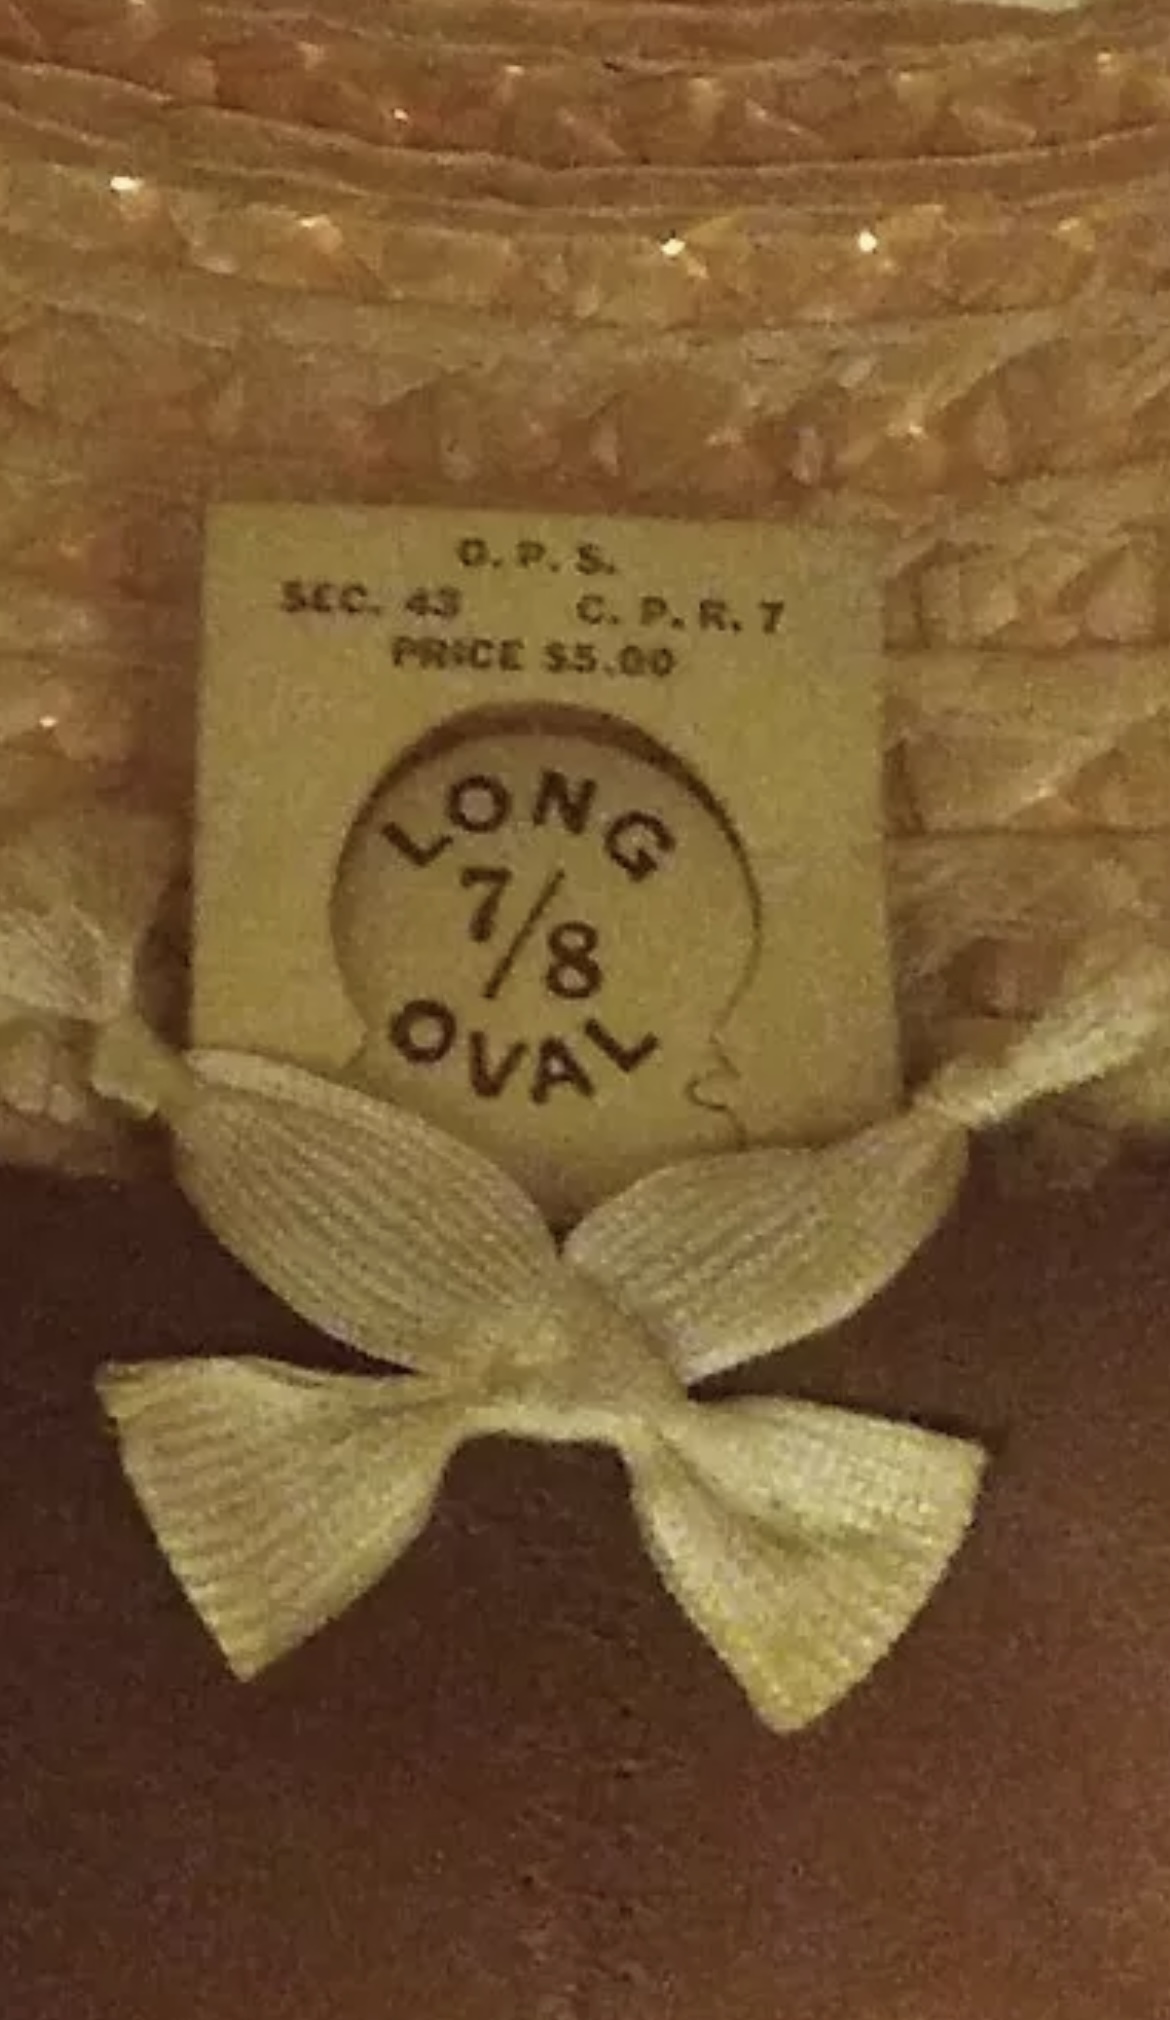 O. P. S.
SEC. 43 C. P. R. 7
PRICE $5.00
LONG
7/8
OVAL